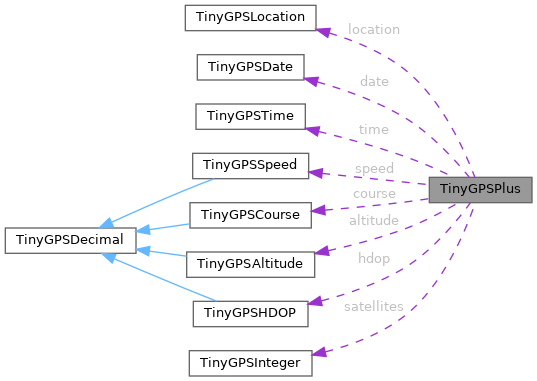 TinyGPSLocation
location
TinyGPSDate
date
TinyGPSTime
time
TinyGPSSpeed
speed
TinyGPSPlus
course
TinyGPSCourse
altitude
TinyGPSDecimal
TinyGPSAltitude
hdop
TinyGPSHDOP
satellites
TinyGPSInteger